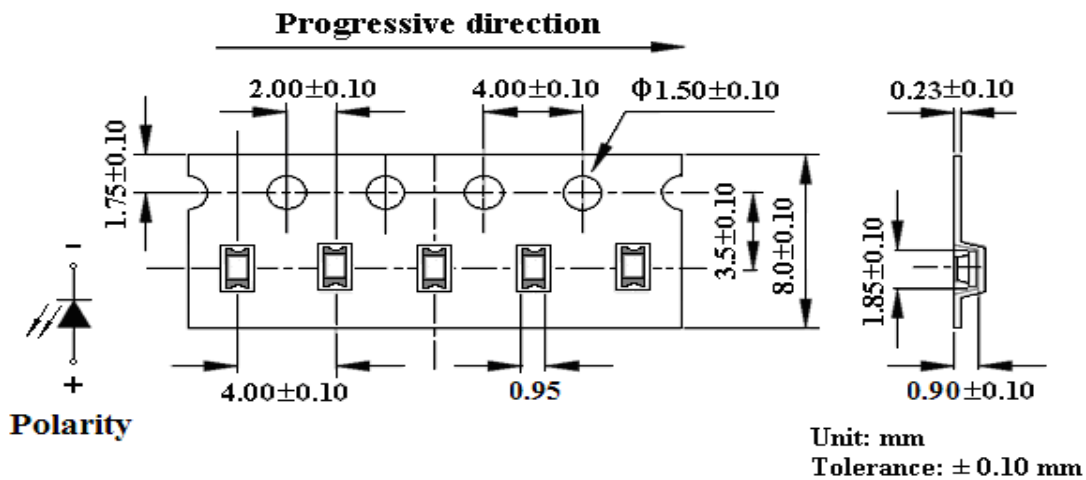 Progressive direction
2.00±0.10
4.00±0.10
Φ1.50±0.10
0.23±0.10
1.75±0.10
3.5±0.10
8.0±0.10
1.85±0.10
-
+
Polarity
4.00±0.10
0.95
0.90±0.10
Unit: mm
Tolerance: ± 0.10 mm